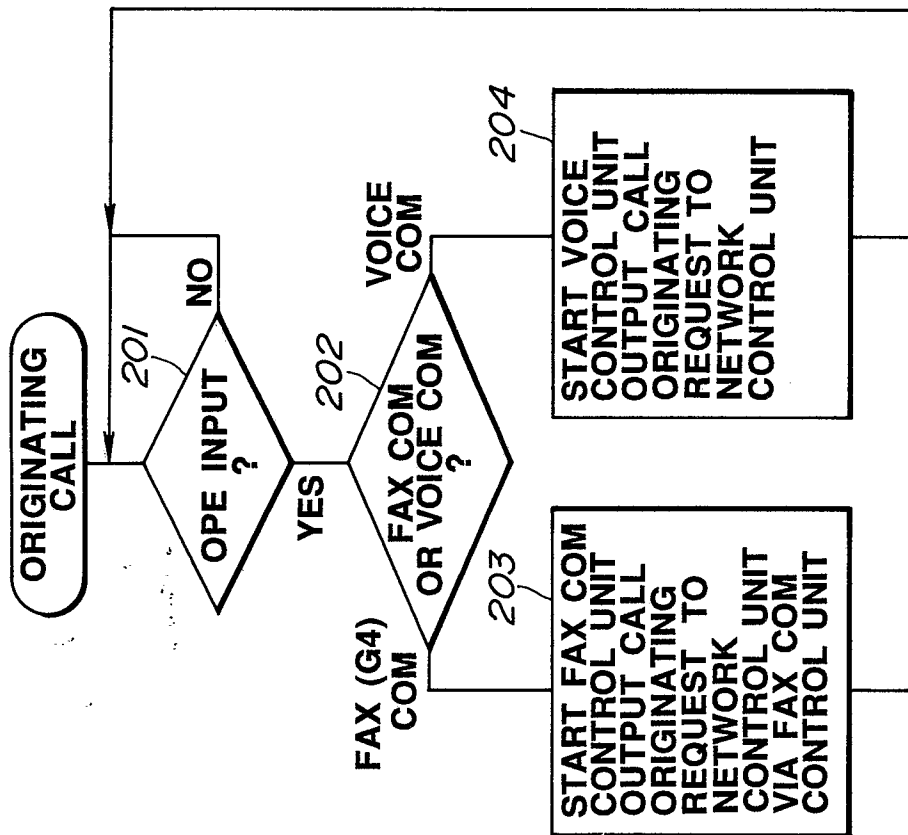 ORIGINATING
CALL
201
OPE INPUT
?
NO
YES
202
FAX COM
OR VOICE COM
?
FAX (G4)
COM
VOICE
COM
203
START FAX COM
CONTROL UNIT
OUTPUT CALL
ORIGINATING
REQUEST TO
NETWORK
CONTROL UNIT
VIA FAX COM
CONTROL UNIT
204
START VOICE
CONTROL UNIT
OUTPUT CALL
ORIGINATING
REQUEST TO
NETWORK
CONTROL UNIT